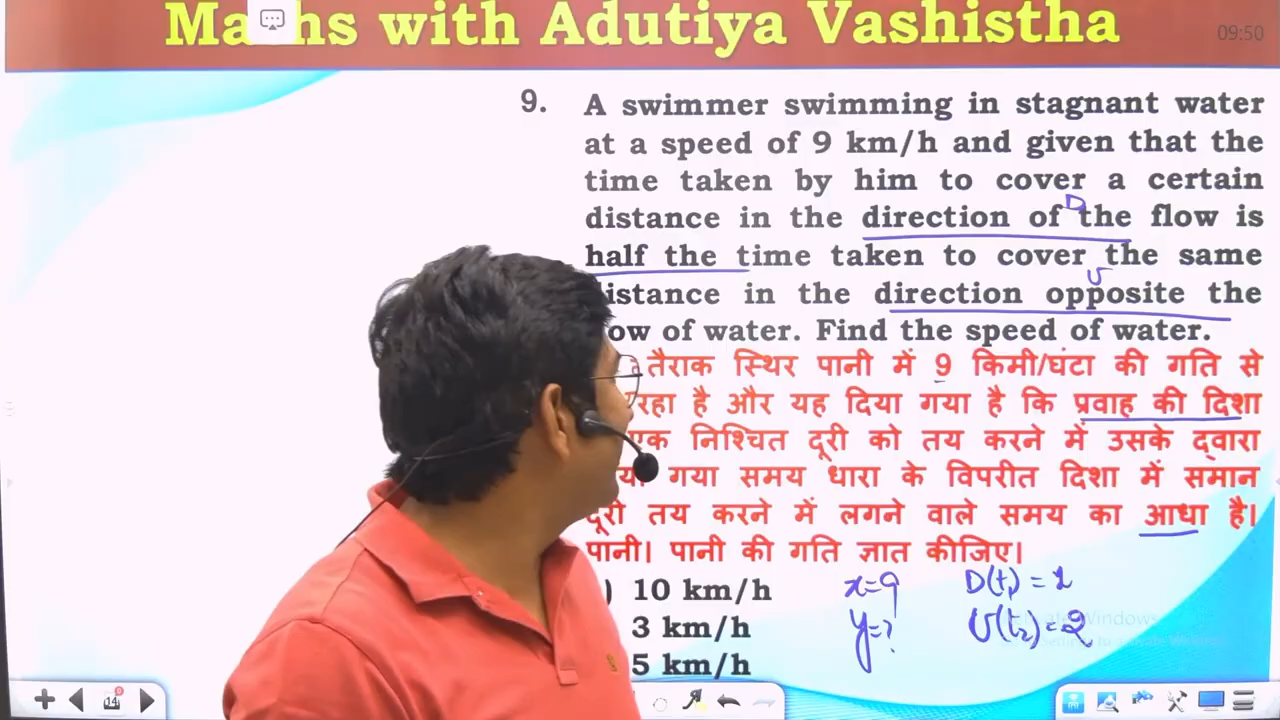 Maths with Adutiya Vashistha
09:50
9. A swimmer swimming in stagnant water
at a speed of 9 km/h and given that the
time taken by him to cover a certain
distance in the direction of the flow is
D
half the time taken to cover the same
U
distance in the direction opposite the
flow of water. Find the speed of water.
तैराक स्थिर पानी में 9 किमी/घंटा की गति से
रहा है और यह दिया गया है कि प्रवाह की दिशा
एक निश्चित दूरी को तय करने में उसके द्वारा
गया समय धारा के विपरीत दिशा में समान
दूरी तय करने में लगने वाले समय का आधा है।
पानी। पानी की गति ज्ञात कीजिए।
) 10 km/h
x=9 D(t₁)=1
3 km/h
y=? U(t₂)=2
5 km/h
14